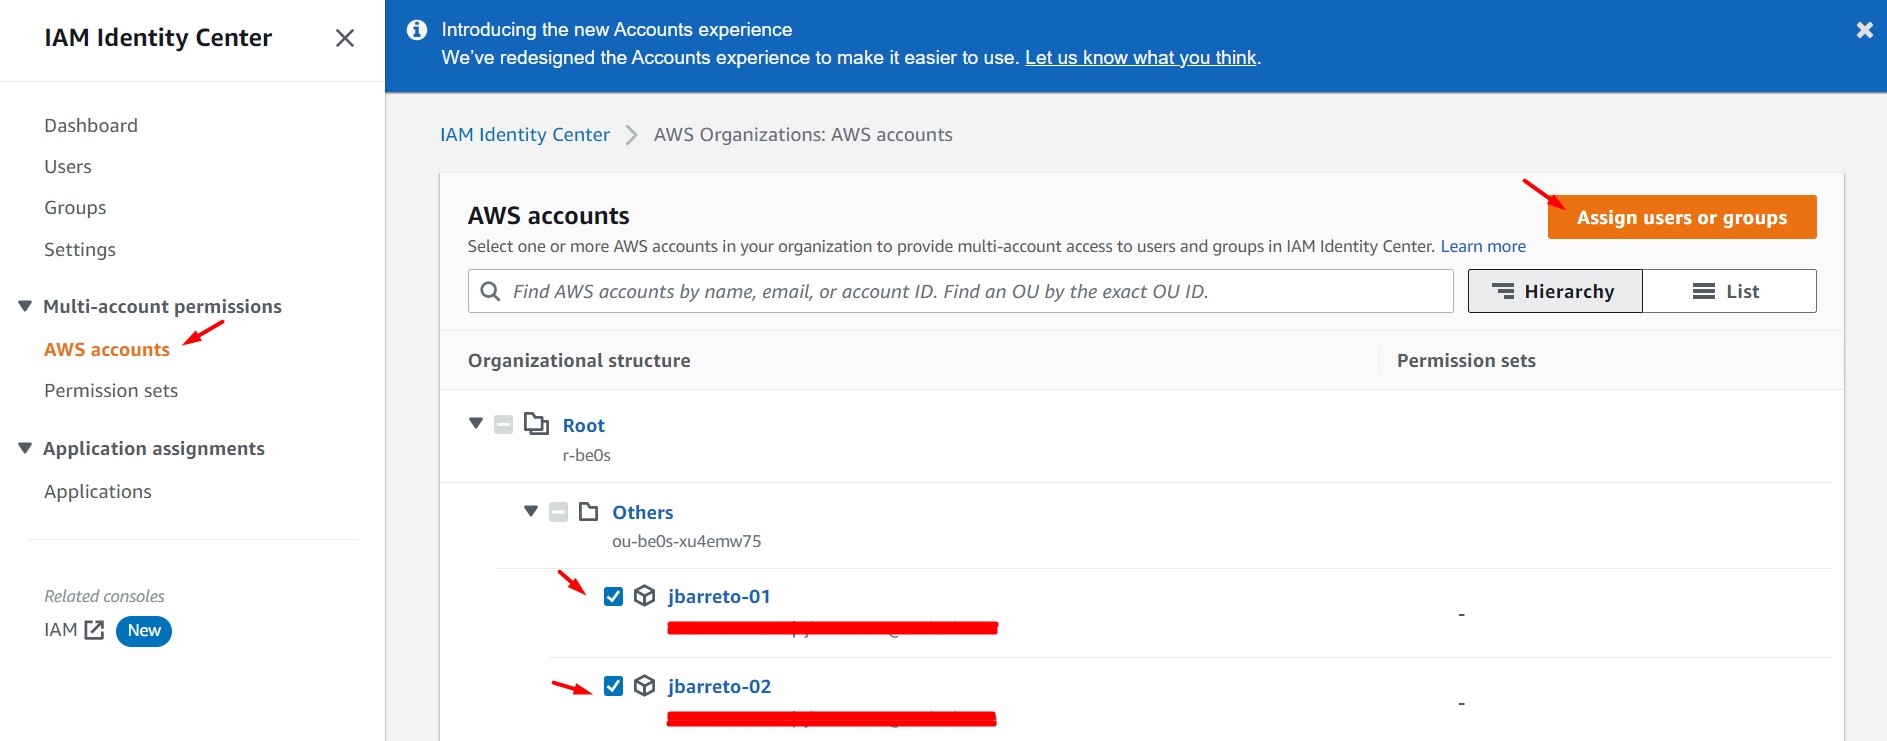 IAM Identity Center
Dashboard
Users
Groups
Settings
Multi-account permissions
AWS accounts
Permission sets
Application assignments
Applications
Related consoles
IAM New
Introducing the new Accounts experience
We've redesigned the Accounts experience to make it easier to use. Let us know what you think.
IAM Identity Center AWS Organizations: AWS accounts
AWS accounts
Assign users or groups
Select one or more AWS accounts in your organization to provide multi-account access to users and groups in IAM Identity Center. Learn more
Find AWS accounts by name, email, or account ID. Find an OU by the exact OU ID.
Hierarchy List
Organizational structure Permission sets
Root
r-be0s
Others
ou-be0s-xu4emw75
jbarreto-01
-
jbarreto-02
-